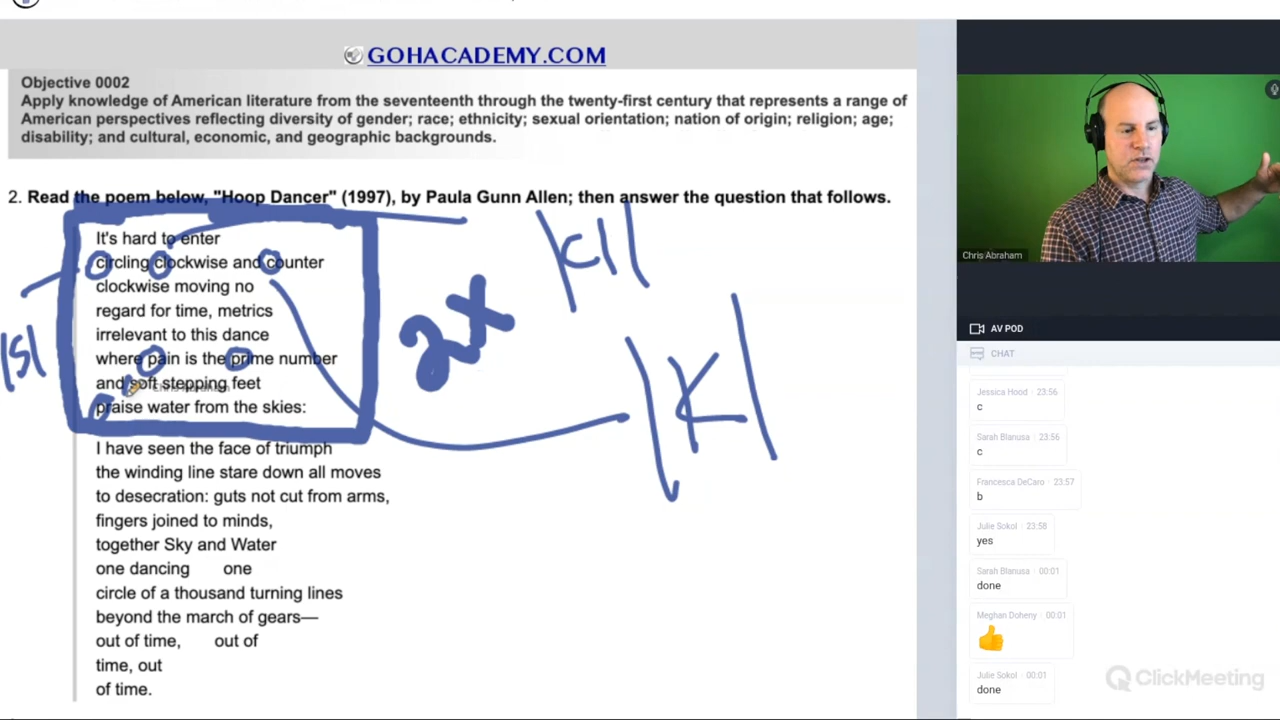 GOHACADEMY.COM
Objective 0002
Apply knowledge of American literature from the seventeenth through the twenty-first century that represents a range of
American perspectives reflecting diversity of gender; race; ethnicity; sexual orientation; nation of origin; religion; age;
disability; and cultural, economic, and geographic backgrounds.
2. Read the poem below, "Hoop Dancer" (1997), by Paula Gunn Allen; then answer the question that follows.
It's hard to enter
circling clockwise and counter
clockwise moving no
regard for time, metrics
irrelevant to this dance
where pain is the prime number
and soft stepping feet
praise water from the skies:
I have seen the face of triumph
the winding line stare down all moves
to desecration: guts not cut from arms,
fingers joined to minds,
together Sky and Water
one dancing one
circle of a thousand turning lines
beyond the march of gears—
out of time, out of
time, out
of time.
|s|
2x
|kl|
|K|
Chris Abraham
Chris Abraham
AV POD
CHAT
Jessica Hood 23:56
c
Sarah Blanusa 23:56
c
Francesca DeCaro 23:57
b
Julie Sokol 23:58
yes
Sarah Blanusa 00:01
done
Meghan Doheny 00:01
👍
Julie Sokol 00:01
done
ClickMeeting